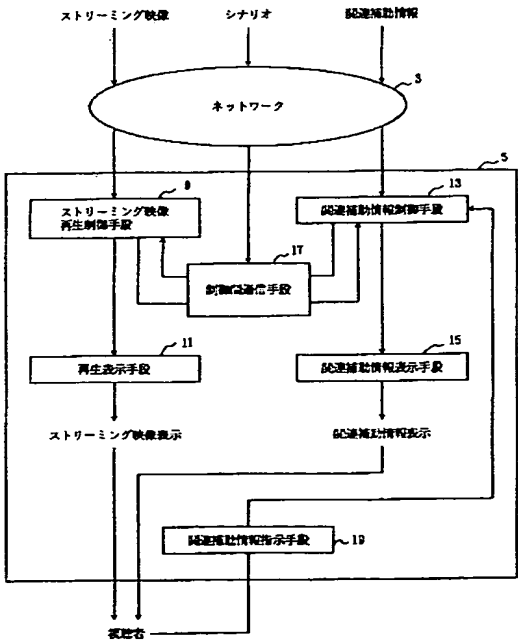 ストリーミング映像
シナリオ
関連補助情報
3
ネットワーク
5
9
13
ストリーミング映像
再生制御手段
関連補助情報制御手段
17
制御間通信手段
11
15
再生表示手段
関連補助情報表示手段
ストリーミング映像表示
関連補助情報表示
関連補助情報指示手段
19
視聴者